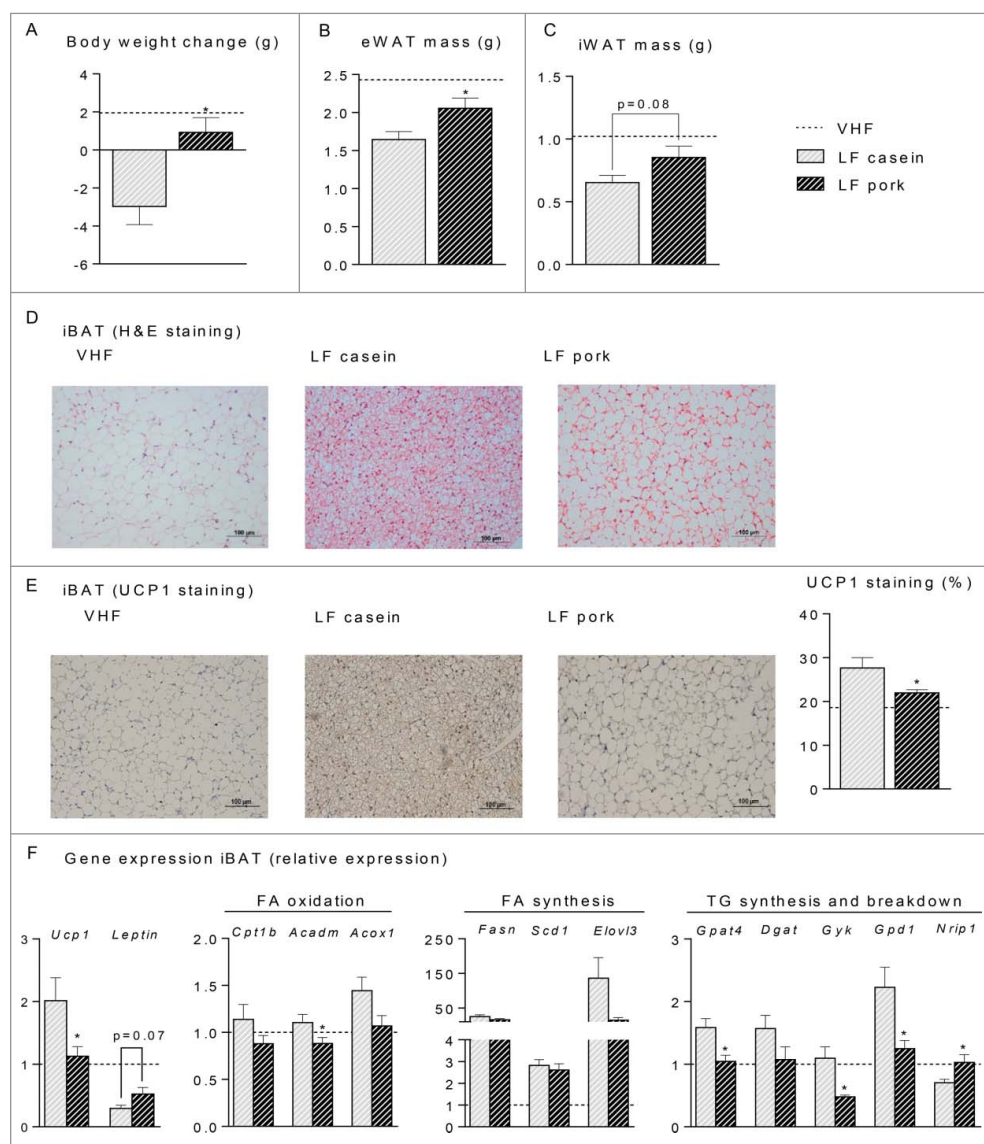 A
Body weight change (g)
4
2
0
-2
-4
-6
*
B
eWAT mass (g)
2.5
2.0
1.5
1.0
0.5
0.0
*
C
iWAT mass (g)
1.5
1.0
0.5
0.0
p=0.08
VHF
LF casein
LF pork
D
iBAT (H&E staining)
VHF
LF casein
LF pork
100 µm
100 µm
100 µm
E
iBAT (UCP1 staining)
VHF
LF casein
LF pork
100 µm
100 µm
100 µm
UCP1 staining (%)
40
30
20
10
0
*
F
Gene expression iBAT (relative expression)
Ucp1 Leptin
3
2
1
0
*
p=0.07
FA oxidation
Cpt1b Acadm Acox1
2.0
1.5
1.0
0.5
0.0
*
FA synthesis
Fasn Scd1 Elovl3
250
150
50
4
3
2
1
0
TG synthesis and breakdown
Gpat4 Dgat Gyk Gpd1 Nrip1
3
2
1
0
* * * *